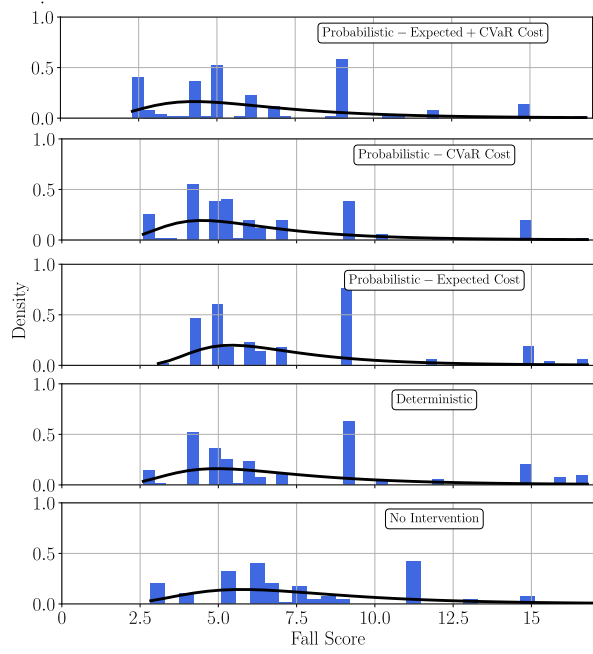 1.0
Probabilistic − Expected + CVaR Cost
0.5
0.0
1.0
Probabilistic − CVaR Cost
0.5
0.0
1.0
Probabilistic − Expected Cost
0.5
0.0
Density
1.0
Deterministic
0.5
0.0
1.0
No Intervention
0.5
0.0
0 2.5 5.0 7.5 10.0 12.5 15
Fall Score